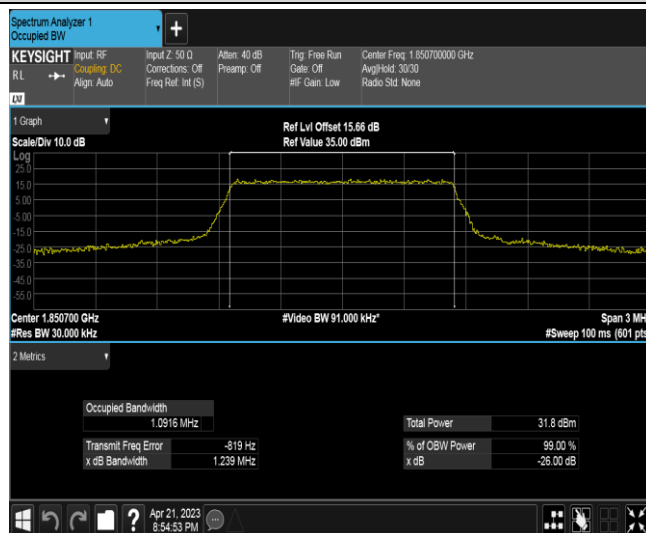 Spectrum Analyzer 1
Occupied BW
+
KEYSIGHT
RL
LXI
Input: RF
Coupling: DC
Align: Auto
Input Z: 50 Ω
Corrections: Off
Freq Ref: Int (S)
Atten: 40 dB
Preamp: Off
Trig: Free Run
Gate: Off
#IF Gain: Low
Center Freq: 1.850700000 GHz
Avg|Hold: 30/30
Radio Std: None
1 Graph
Scale/Div 10.0 dB
Ref Lvl Offset 15.66 dB
Ref Value 35.00 dBm
Log
25.0
15.0
5.00
-5.00
-15.0
-25.0
-35.0
-45.0
-55.0
Center 1.850700 GHz
#Res BW 30.000 kHz
#Video BW 91.000 kHz*
Span 3 MH
#Sweep 100 ms (601 pts
2 Metrics
Occupied Bandwidth
1.0916 MHz
Transmit Freq Error -819 Hz
x dB Bandwidth 1.239 MHz
Total Power 31.8 dBm
% of OBW Power 99.00 %
x dB -26.00 dB
?
Apr 21, 2023
8:54:53 PM